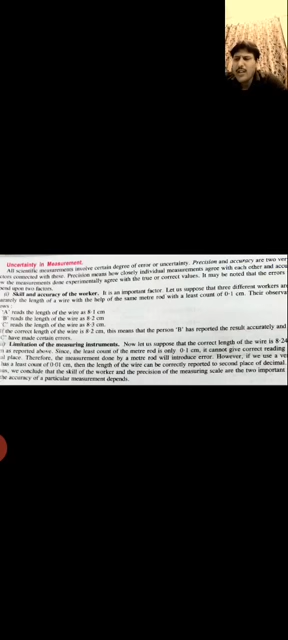 Uncertainty in Measurement.
All scientific measurements involve certain degree of error or uncertainty. Precision and accuracy are two ver
ctors connected with these. Precision means how closely individual measurements agree with each other and accu
w the measurements done experimentally agree with the true or correct values. It may be noted that the errors
pend upon two factors.
(i) Skill and accuracy of the worker. It is an important factor. Let us suppose that three different workers ar
arately the length of a wire with the help of the same metre rod with a least count of 0·1 cm. Their observa
ows :
'A' reads the length of the wire as 8·1 cm
'B' reads the length of the wire as 8·2 cm
'C' reads the length of the wire as 8·3 cm.
If the correct length of the wire is 8·2 cm, this means that the person 'B' has reported the result accurately and
'C' have made certain errors.
ii) Limitation of the measuring instruments. Now let us suppose that the correct length of the wire is 8·24
n as reported above. Since, the least count of the metre rod is only 0·1 cm, it cannot give correct reading
al place. Therefore, the measurement done by a metre rod will introduce error. However, if we use a ve
has a least count of 0·01 cm, then the length of the wire can be correctly reported to second place of decimal.
us, we conclude that the skill of the worker and the precision of the measuring scale are the two important
the accuracy of a particular measurement depends.